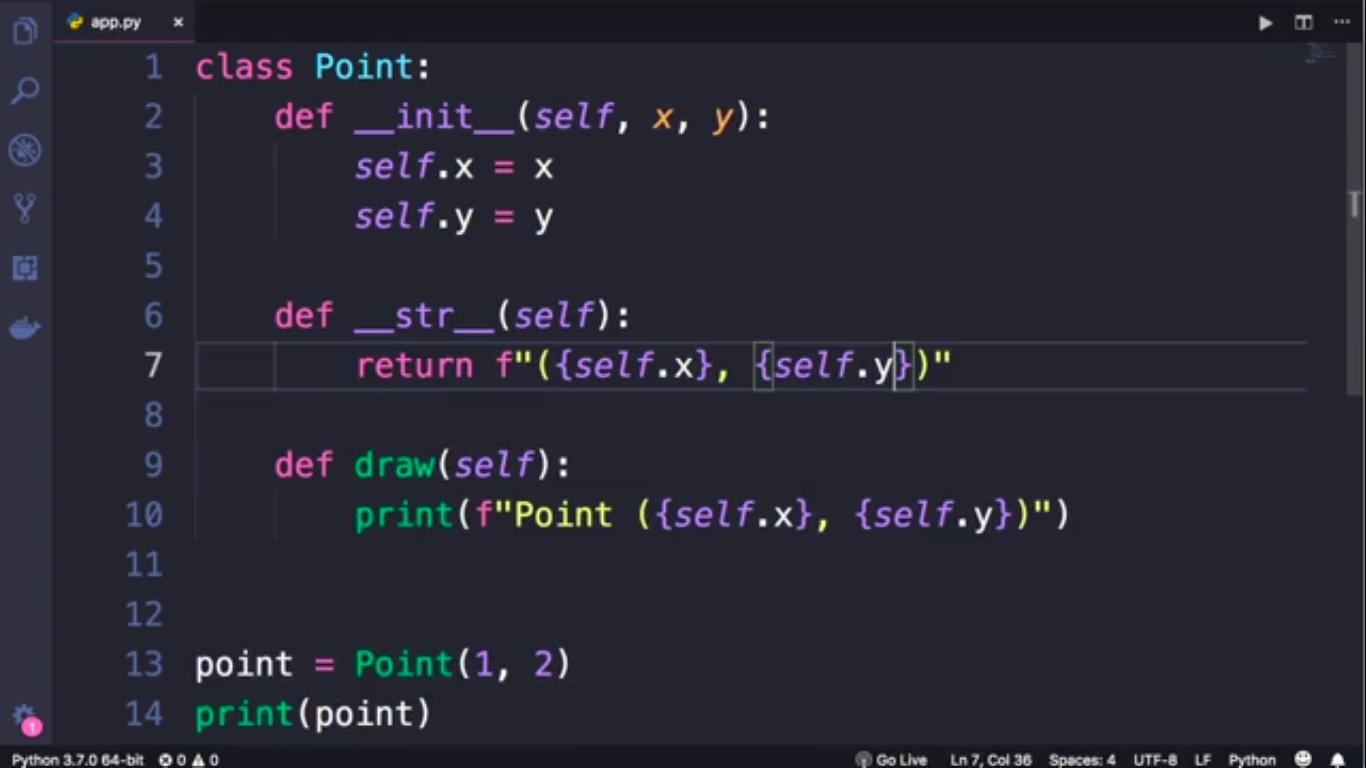 app.py ×
1 class Point:
2     def __init__(self, x, y):
3         self.x = x
4         self.y = y
5
6     def __str__(self):
7         return f"({self.x}, {self.y})"
8
9     def draw(self):
10         print(f"Point ({self.x}, {self.y})")
11
12
13 point = Point(1, 2)
14 print(point)
1
Python 3.7.0 64-bit 0 0 Go Live Ln 7, Col 36 Spaces: 4 UTF-8 LF Python